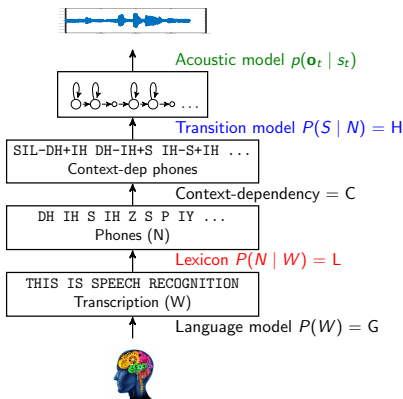 Acoustic model p(o_t | s_t)
...
Transition model P(S | N) = H
SIL-DH+IH DH-IH+S IH-S+IH ...
Context-dep phones
Context-dependency = C
DH IH S IH Z S P IY ...
Phones (N)
Lexicon P(N | W) = L
THIS IS SPEECH RECOGNITION
Transcription (W)
Language model P(W) = G